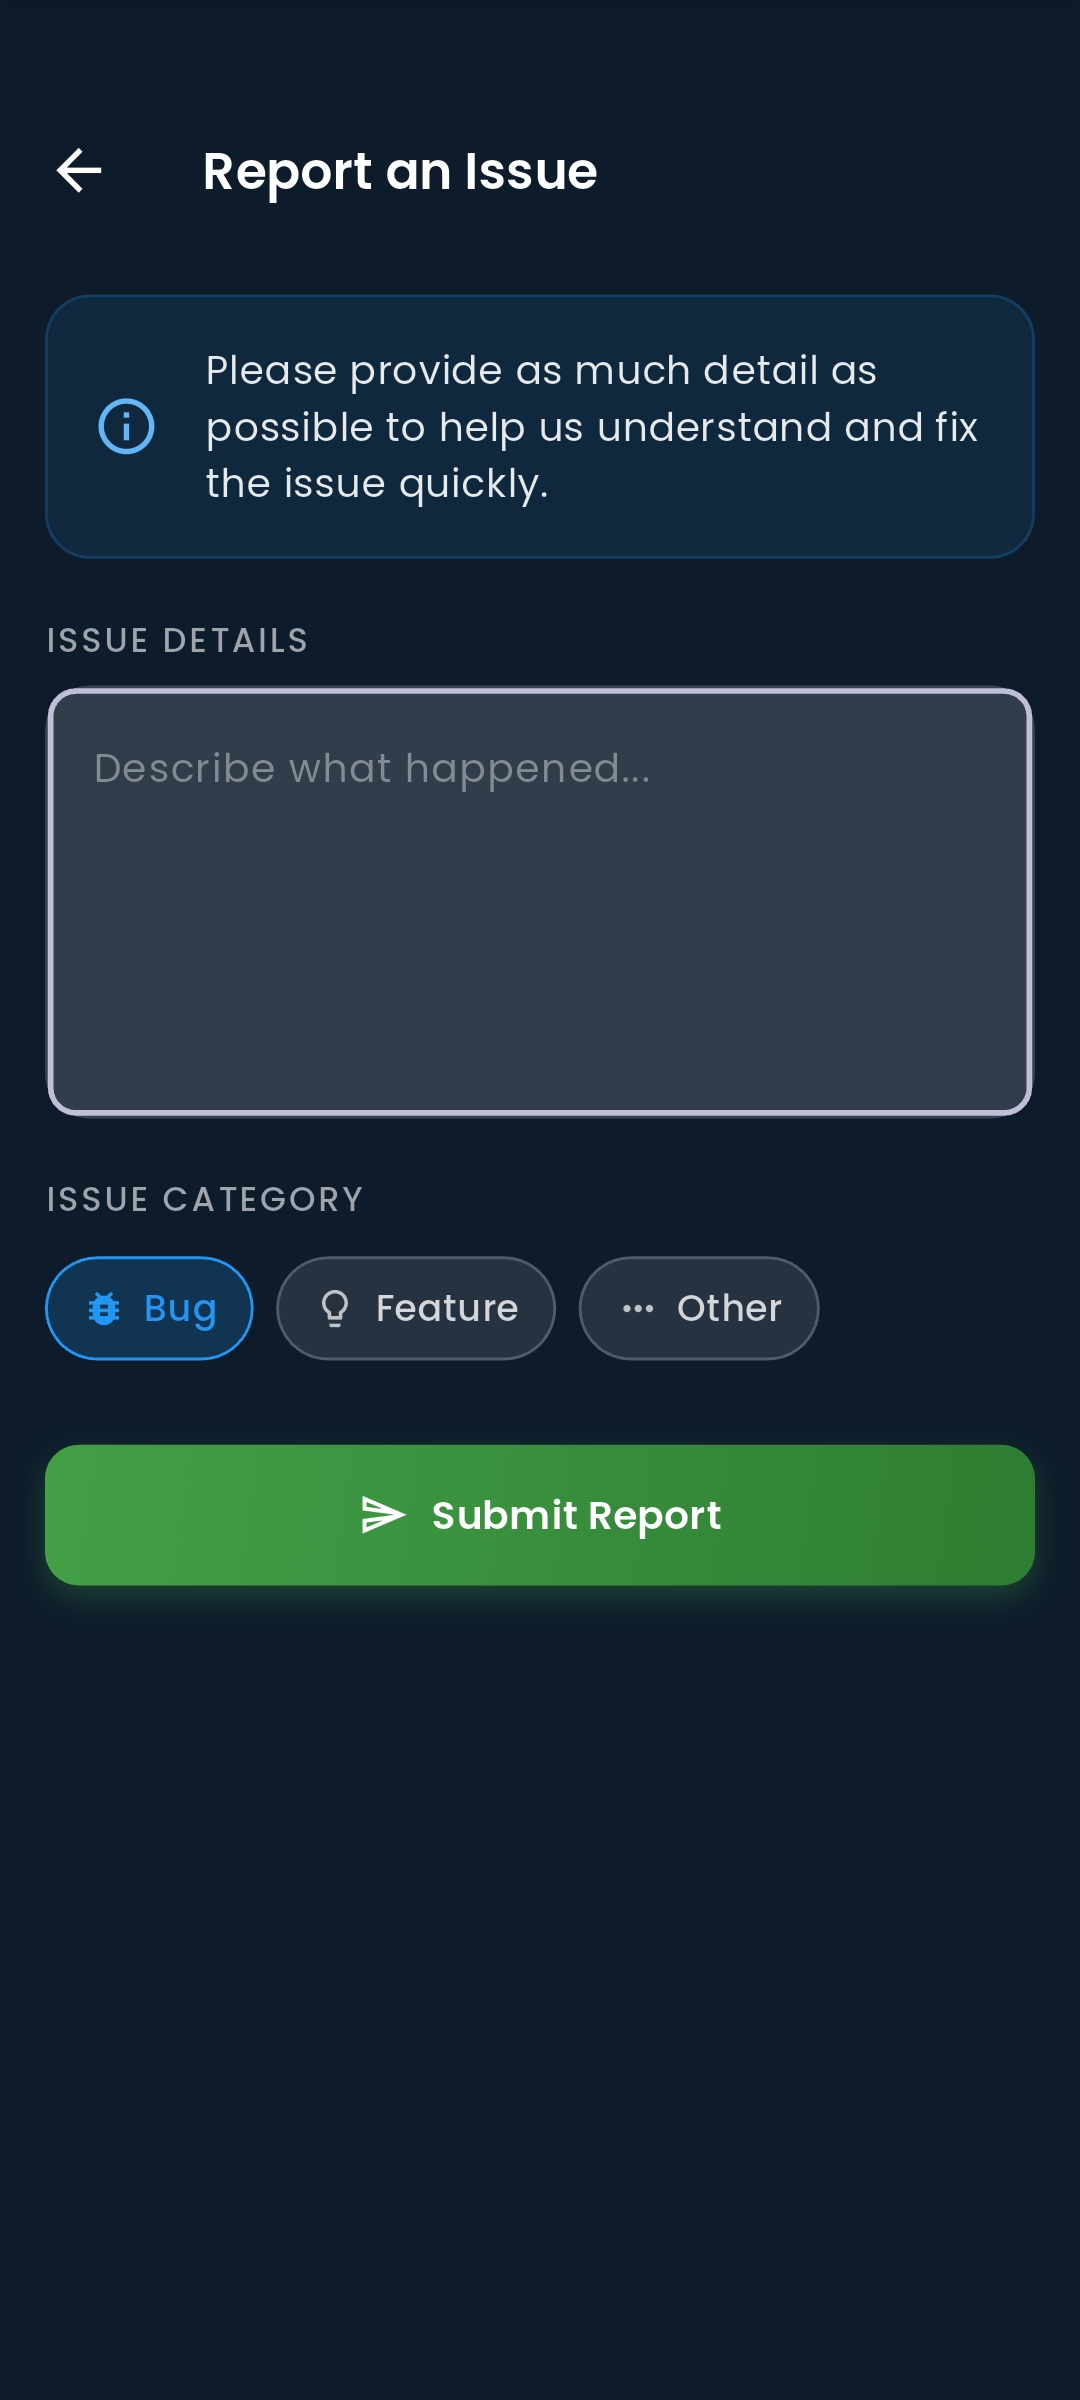 Report an Issue
Please provide as much detail as
possible to help us understand and fix
the issue quickly.
ISSUE DETAILS
Describe what happened...
ISSUE CATEGORY
Bug
Feature
Other
Submit Report